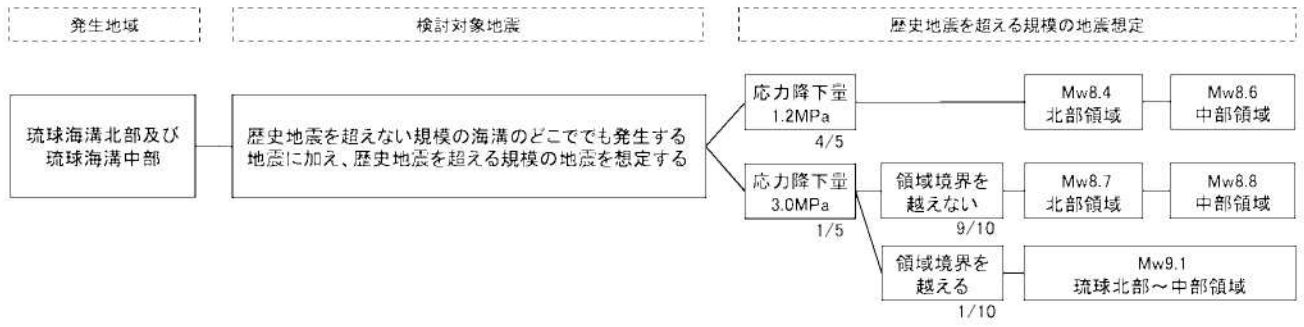 発生地域
検討対象地震
歴史地震を超える規模の地震想定
琉球海溝北部及び
琉球海溝中部
歴史地震を超えない規模の海溝のどこででも発生する
地震に加え、歴史地震を超える規模の地震を想定する
応力降下量
1.2MPa
4/5
Mw8.4
北部領域
Mw8.6
中部領域
応力降下量
3.0MPa
1/5
領域境界を
越えない
9/10
Mw8.7
北部領域
Mw8.8
中部領域
領域境界を
越える
1/10
Mw9.1
琉球北部～中部領域